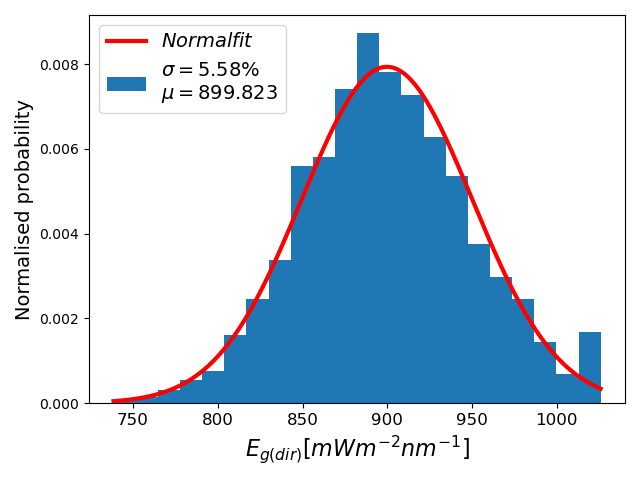 Normalfit
σ = 5.58%
μ = 899.823
Normalised probability
0.008
0.006
0.004
0.002
0.000
750
800
850
900
950
1000
E_{g(dir)}[mWm^{-2}nm^{-1}]